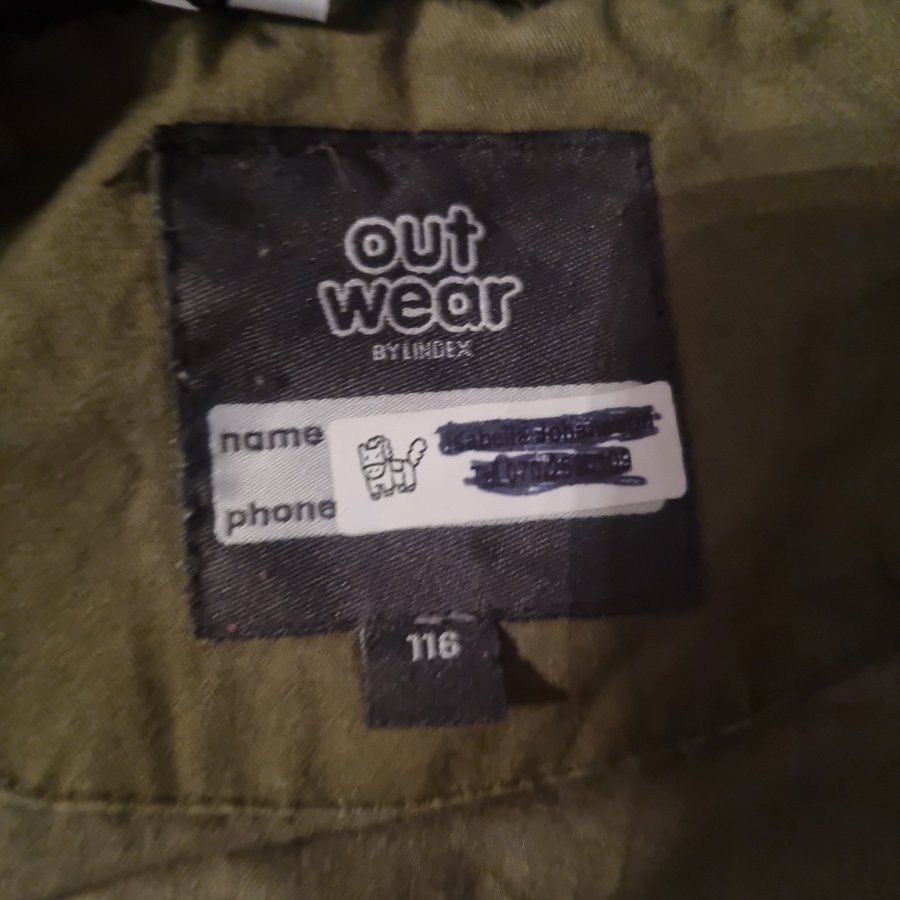 out
wear
BY LINDEX
name
phone
116